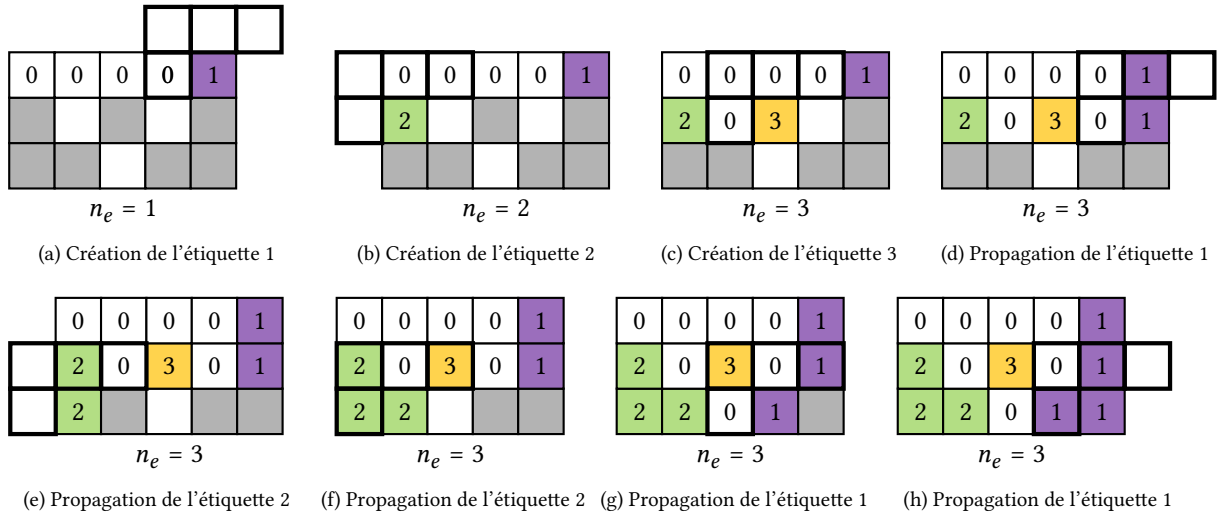 0 0 0 0 1
n_e = 1
(a) Création de l'étiquette 1
0 0 0 0 1
2
n_e = 2
(b) Création de l'étiquette 2
0 0 0 0 1
2 0 3
n_e = 3
(c) Création de l'étiquette 3
0 0 0 0 1
2 0 3 0 1
n_e = 3
(d) Propagation de l'étiquette 1
0 0 0 0 1
2 0 3 0 1
2
n_e = 3
(e) Propagation de l'étiquette 2
0 0 0 0 1
2 0 3 0 1
2 2
n_e = 3
(f) Propagation de l'étiquette 2
0 0 0 0 1
2 0 3 0 1
2 2 0 1
n_e = 3
(g) Propagation de l'étiquette 1
0 0 0 0 1
2 0 3 0 1
2 2 0 1 1
n_e = 3
(h) Propagation de l'étiquette 1